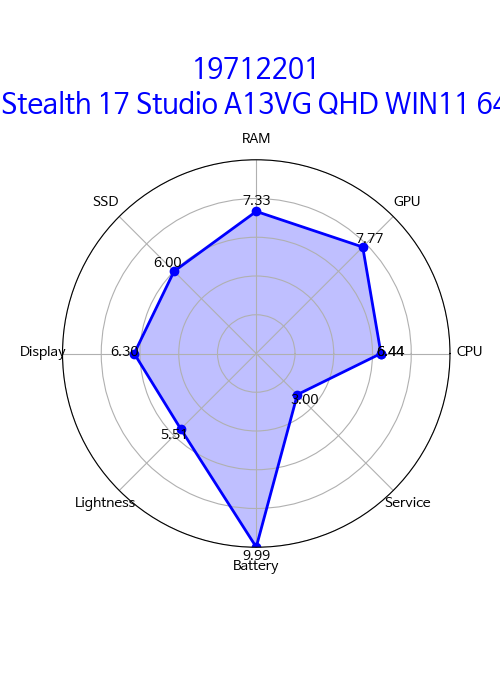 19712201
Stealth 17 Studio A13VG QHD WIN11 64
RAM
7.33
SSD
GPU
7.77
6.00
Display
6.30
6.44
CPU
5.51
3.00
Lightness
Service
9.99
Battery